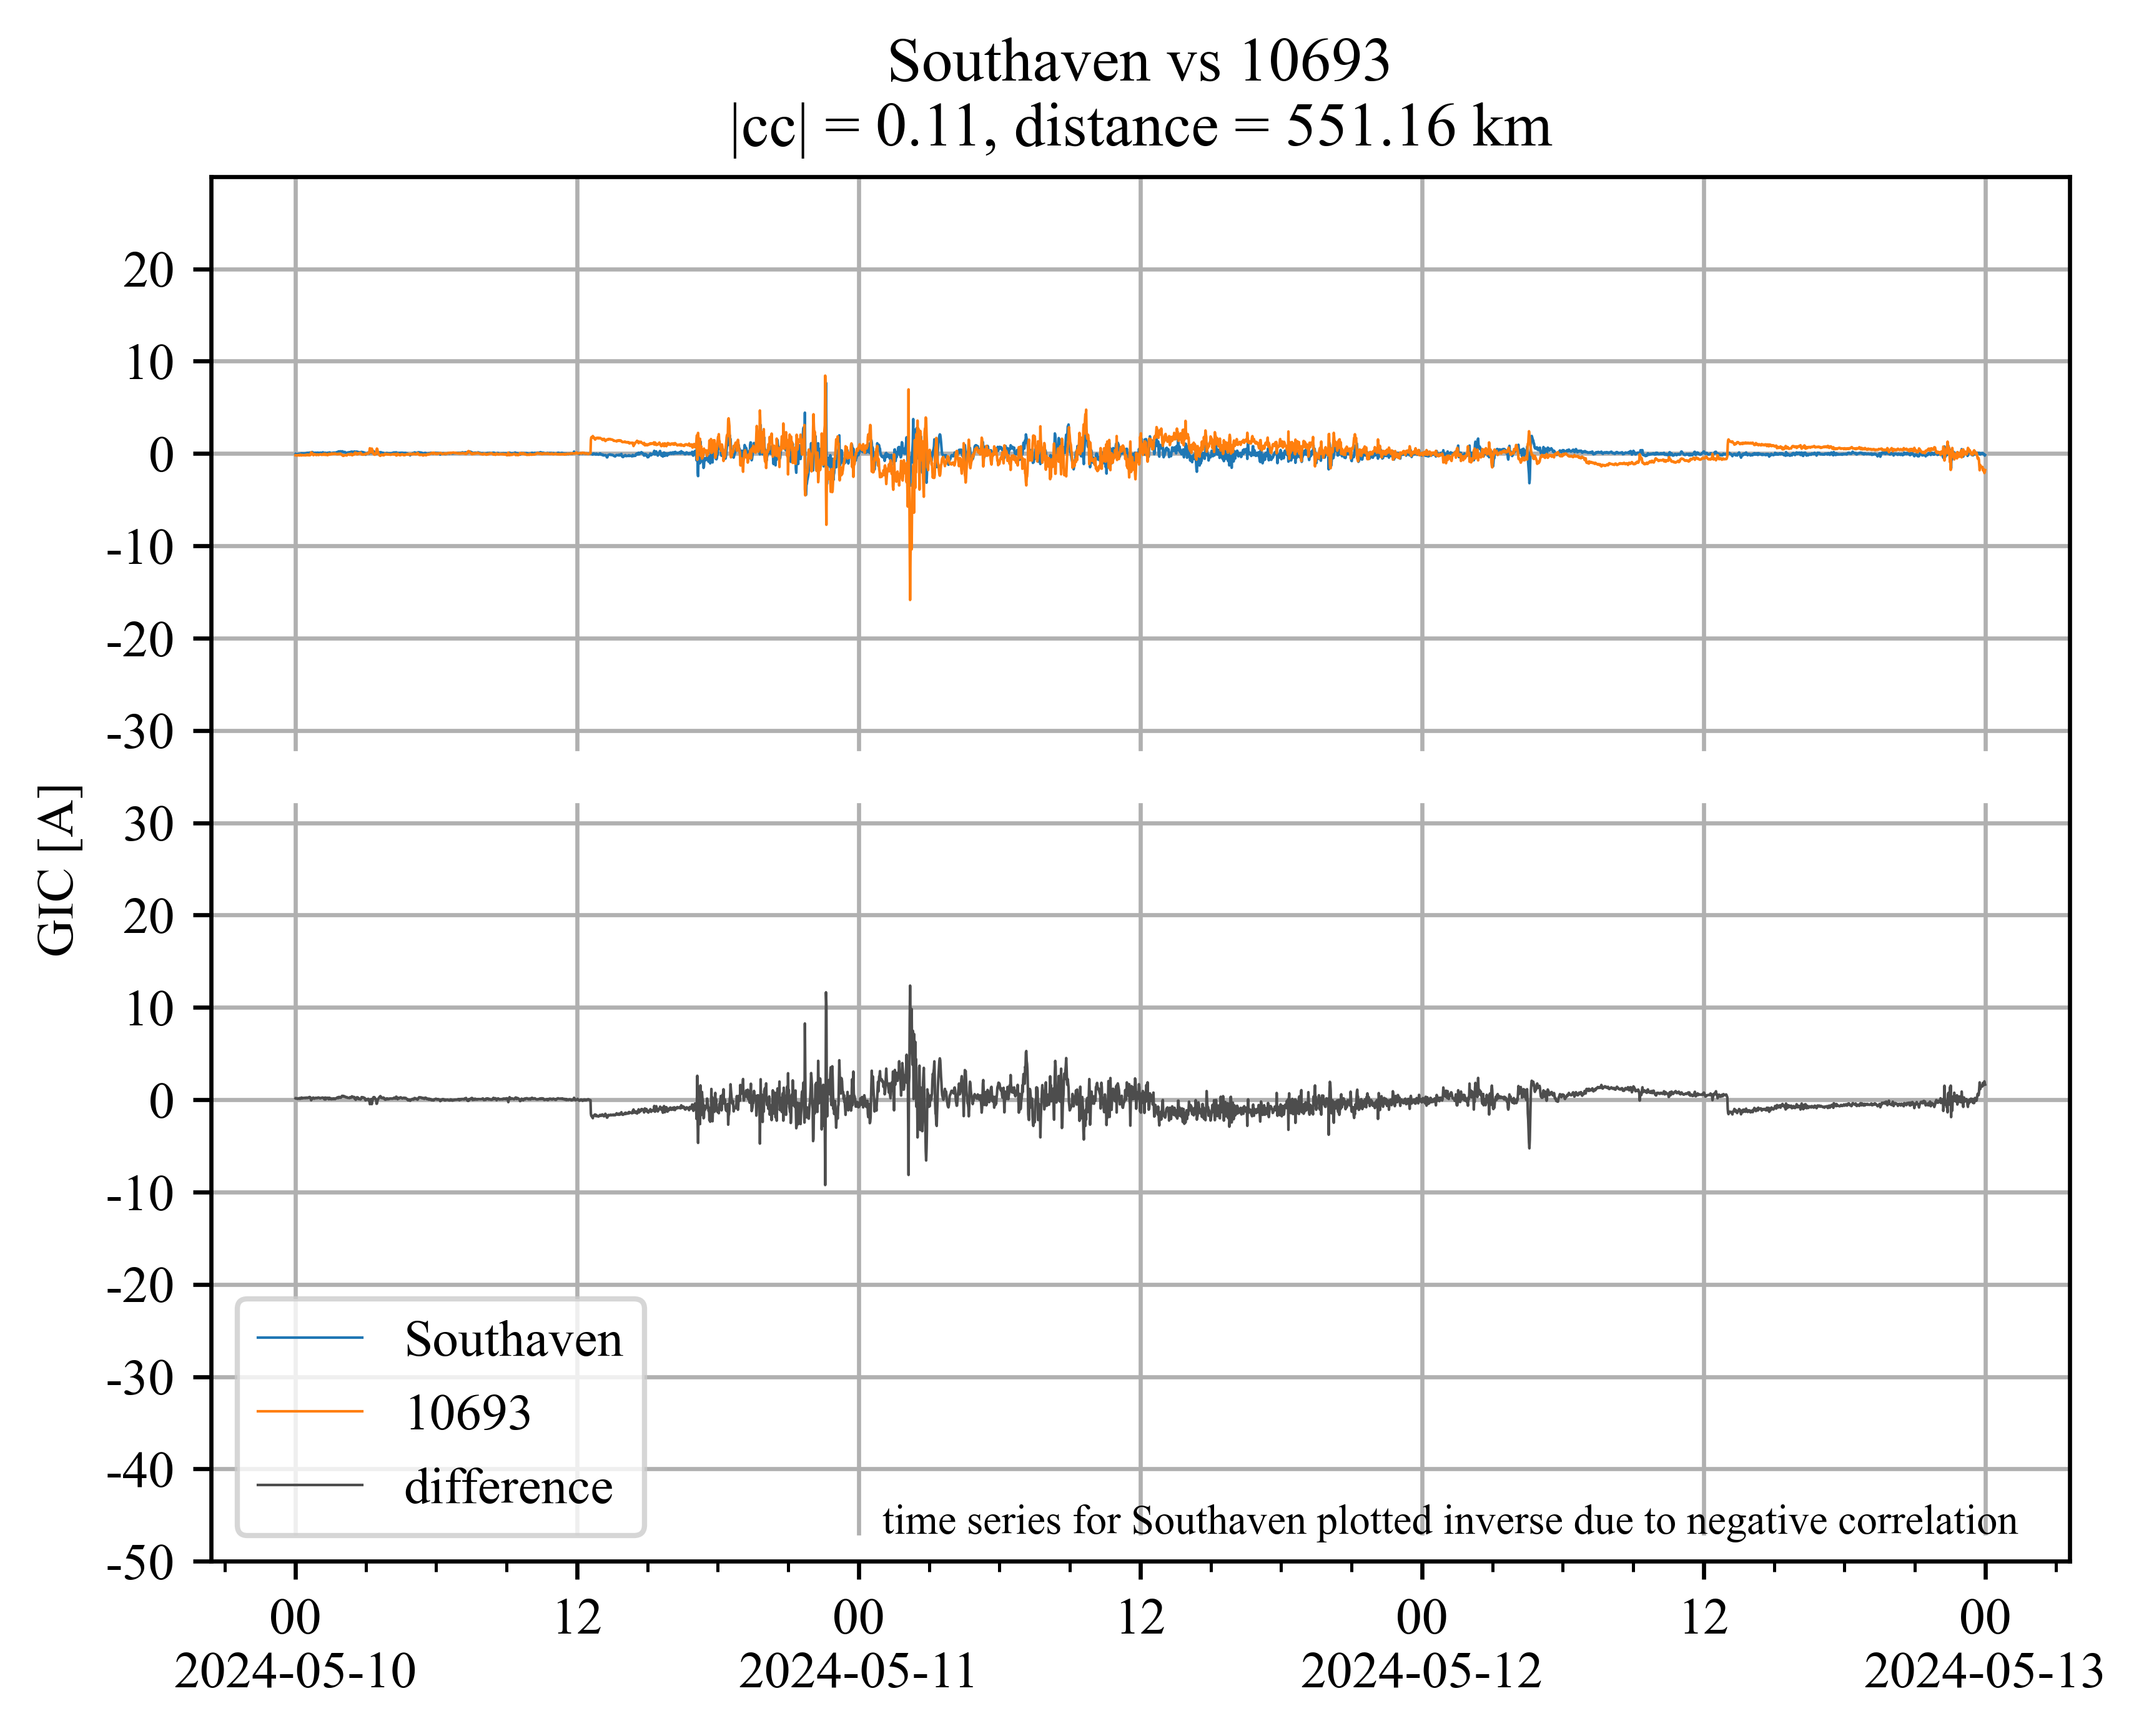 Southaven vs 10693
|cc| = 0.11, distance = 551.16 km
20
10
0
-10
-20
-30
GIC [A]
30
20
10
0
-10
-20
-30
-40
-50
Southaven
10693
difference
time series for Southaven plotted inverse due to negative correlation
00 12 00 12 00 12 00
2024-05-10 2024-05-11 2024-05-12 2024-05-13